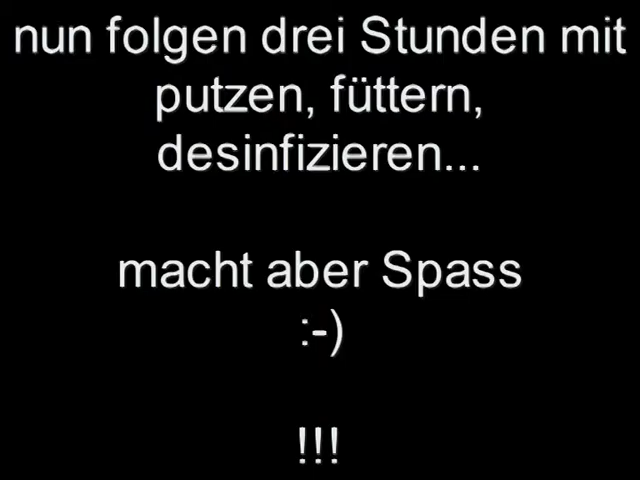 nun folgen drei Stunden mit
putzen, füttern,
desinfizieren...
macht aber Spass
:-)
!!!